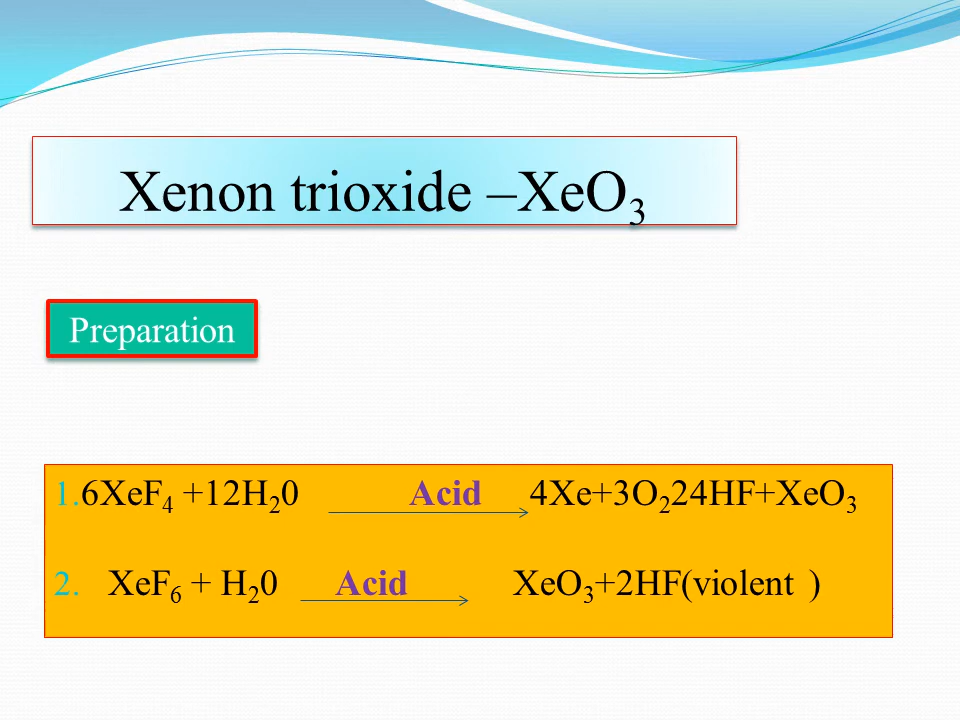 Xenon trioxide –XeO₃
Preparation
1.6XeF₄ +12H₂0 Acid 4Xe+3O₂24HF+XeO₃
2. XeF₆ + H₂0 Acid XeO₃+2HF(violent )